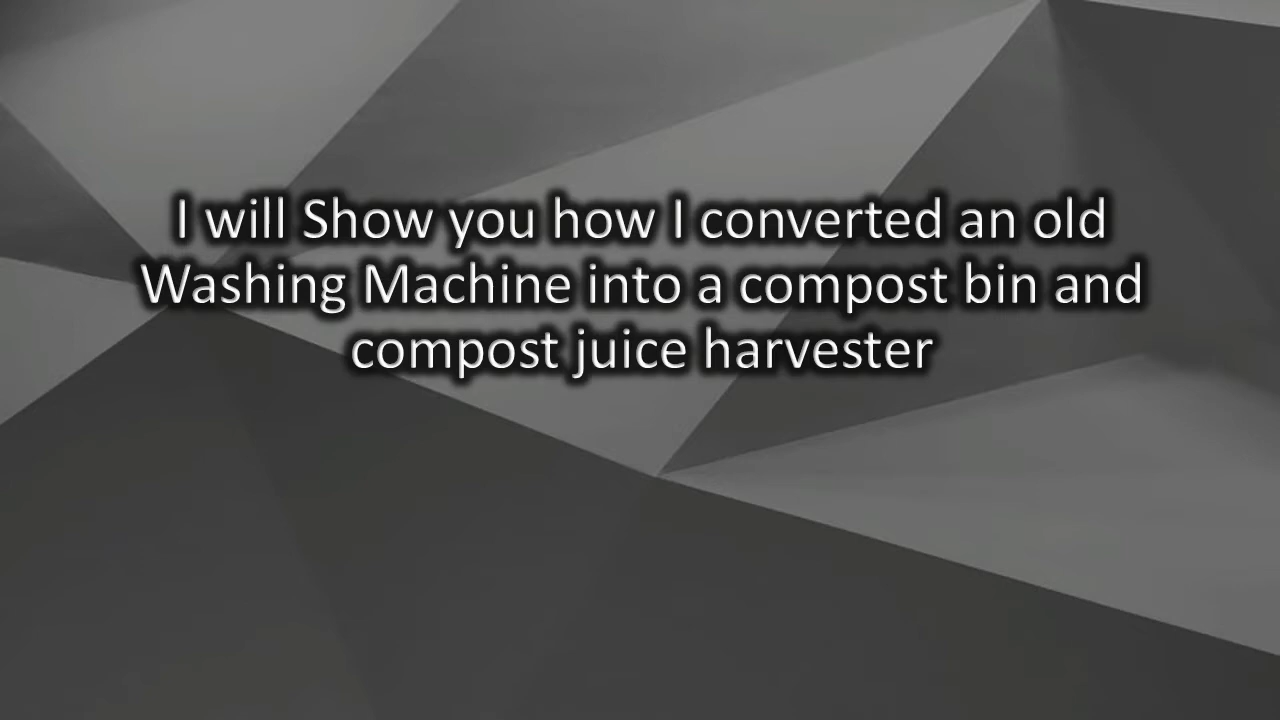 I will Show you how I converted an old
Washing Machine into a compost bin and
compost juice harvester